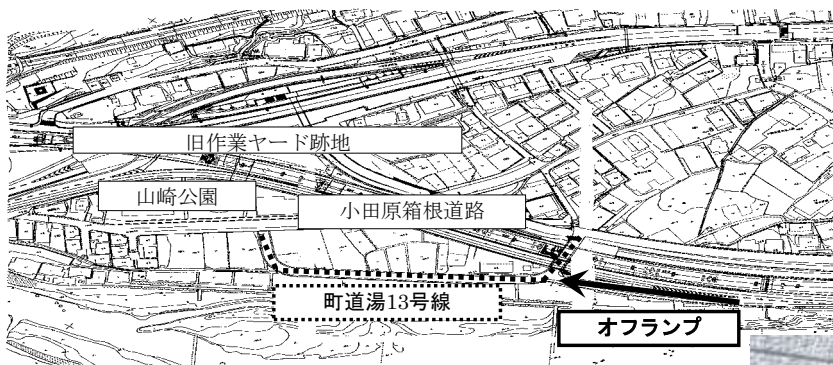 旧作業ヤード跡地
山崎公園
小田原箱根道路
町道湯13号線
オフランプ